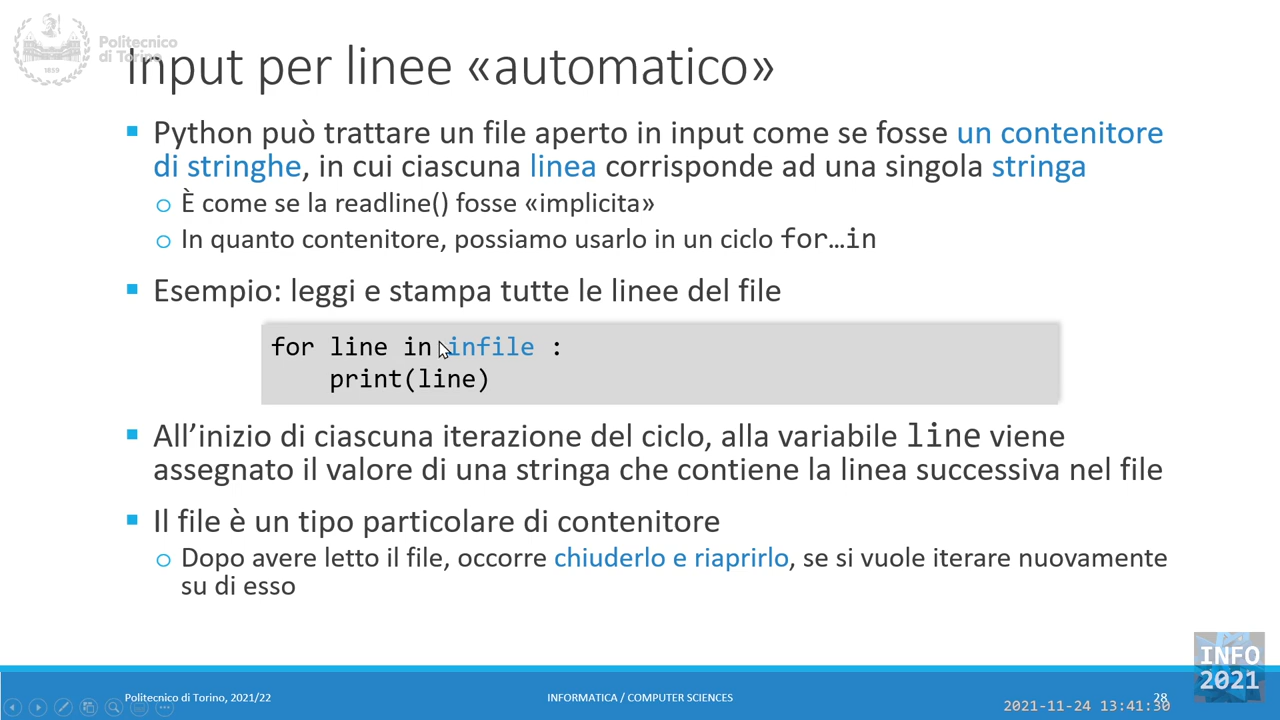 Politecnico
di Torino
1859
Input per linee «automatico»
Python può trattare un file aperto in input come se fosse un contenitore
di stringhe, in cui ciascuna linea corrisponde ad una singola stringa
È come se la readline() fosse «implicita»
In quanto contenitore, possiamo usarlo in un ciclo for…in
Esempio: leggi e stampa tutte le linee del file
for line in infile :
print(line)
All’inizio di ciascuna iterazione del ciclo, alla variabile line viene
assegnato il valore di una stringa che contiene la linea successiva nel file
Il file è un tipo particolare di contenitore
Dopo avere letto il file, occorre chiuderlo e riaprirlo, se si vuole iterare nuovamente
su di esso
INFO
2021
Politecnico di Torino, 2021/22
INFORMATICA / COMPUTER SCIENCES
28
2021-11-24 13:41:30